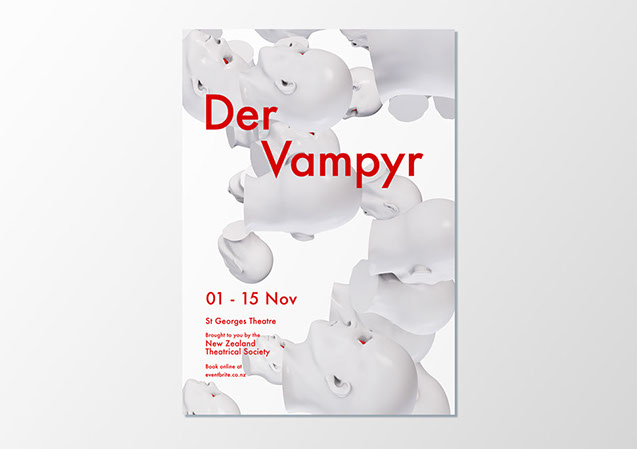 Der
Vampyr
01 - 15 Nov
St Georges Theatre
Brought to you by the
New Zealand
Theatrical Society
Book online at
eventbrite.co.nz